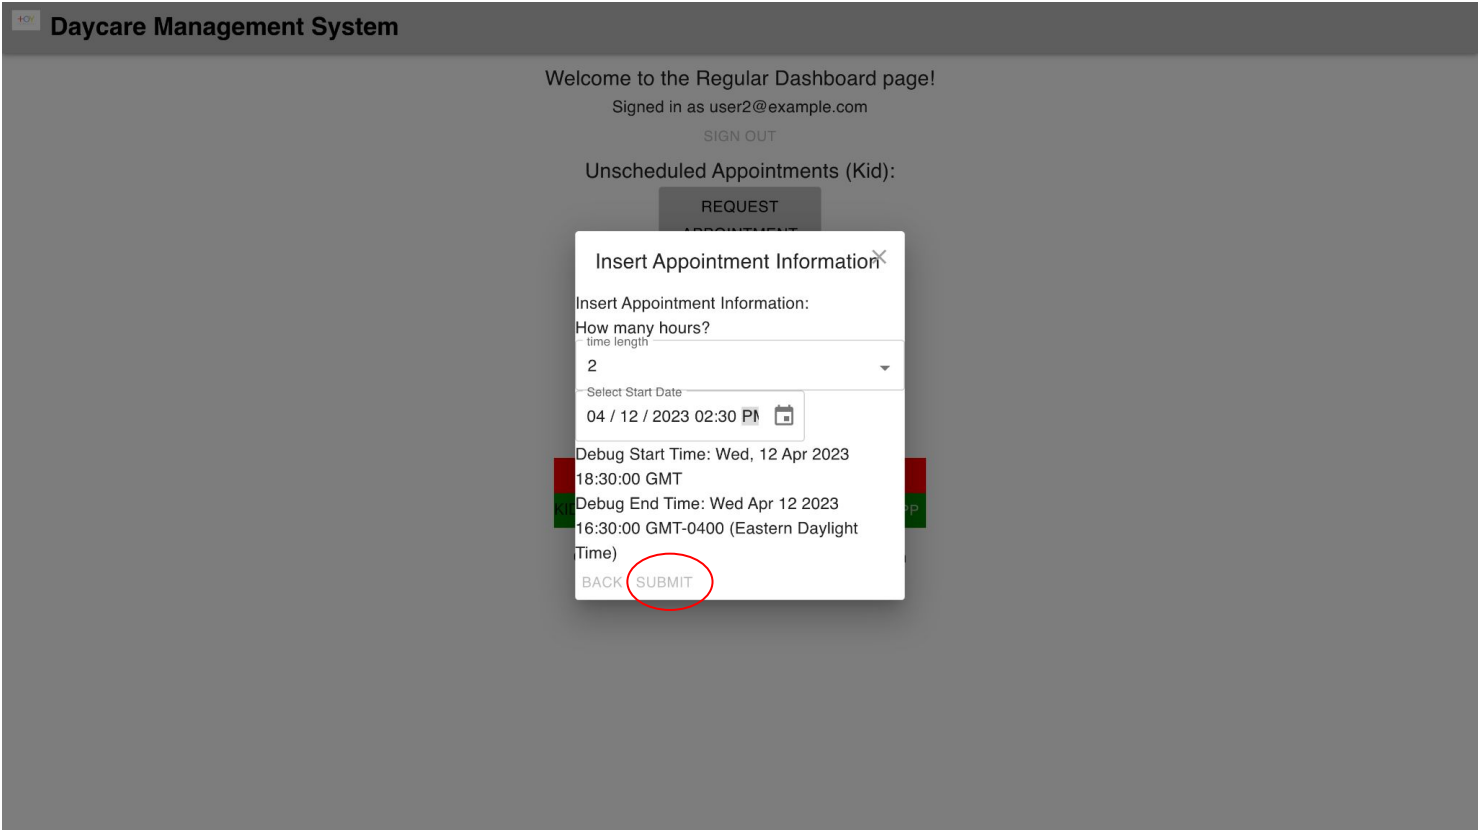 Daycare Management System
Welcome to the Regular Dashboard page!
Signed in as user2@example.com
SIGN OUT
Unscheduled Appointments (Kid):
REQUEST
APPOINTMENT
Insert Appointment Information
Insert Appointment Information:
How many hours?
time length
2
Select Start Date
04 / 12 / 2023 02:30 PM
Debug Start Time: Wed, 12 Apr 2023
18:30:00 GMT
Debug End Time: Wed Apr 12 2023
16:30:00 GMT-0400 (Eastern Daylight
Time)
BACK SUBMIT